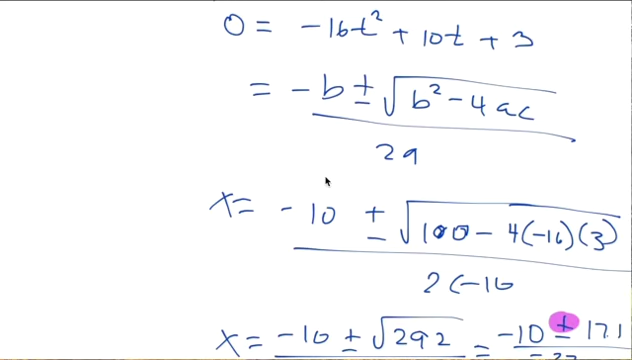 0 = -16t² + 10t + 3
= -b ± √(b² - 4ac)
2a
x = -10 ± √(100 - 4(-16)(3)
2(-16
x = -10 ± √292 = -10 ± 17.1